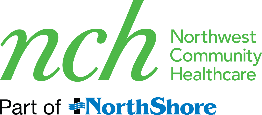 nch Northwest
Community
Healthcare
Part of NorthShore